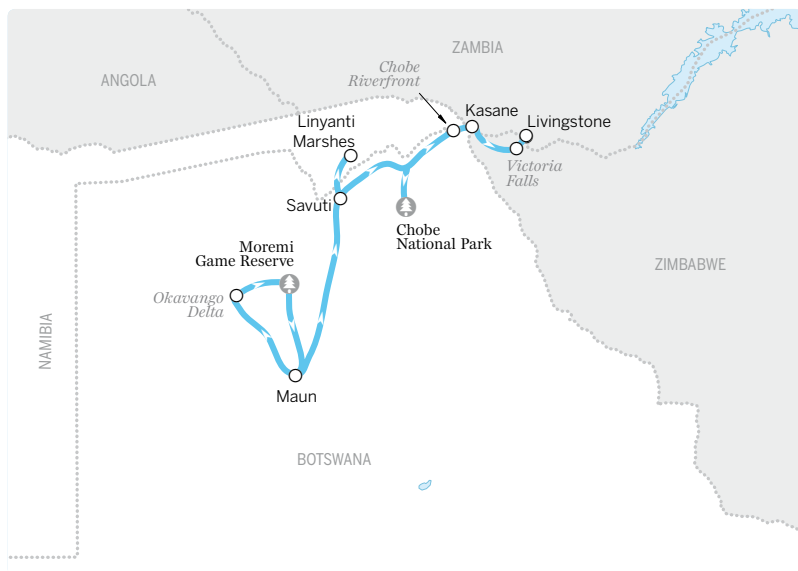 ZAMBIA
ANGOLA
Chobe
Riverfront
Kasane
Livingstone
Linyanti
Marshes
Victoria
Falls
Savuti
Chobe
National Park
Moremi
Game Reserve
ZIMBABWE
Okavango
Delta
NAMIBIA
Maun
BOTSWANA